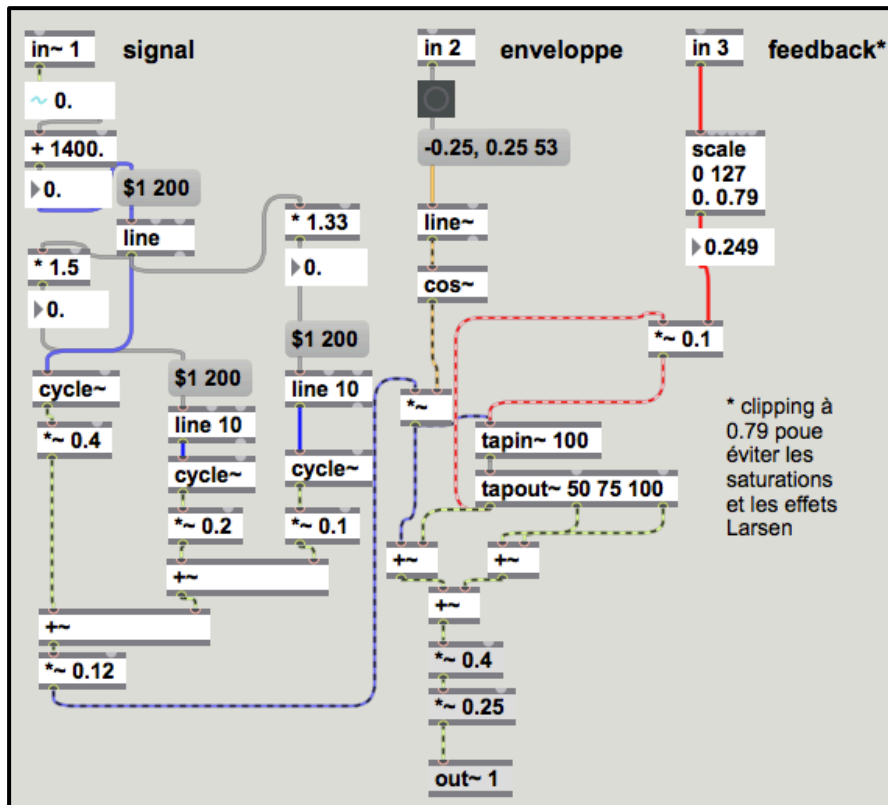 in~ 1
signal
in 2
enveloppe
in 3
feedback*
~ 0.
+ 1400.
0.
$1 200
line
* 1.5
0.
* 1.33
0.
-0.25, 0.25 53
line~
cos~
scale
0 127
0. 0.79
0.249
*~ 0.1
cycle~
*~ 0.4
$1 200
line 10
cycle~
*~ 0.2
$1 200
line 10
cycle~
*~ 0.1
+~
+~
*~ 0.12
*~
tapin~ 100
tapout~ 50 75 100
+~
+~
+~
*~ 0.4
*~ 0.25
out~ 1
* clipping à
0.79 poue
éviter les
saturations
et les effets
Larsen